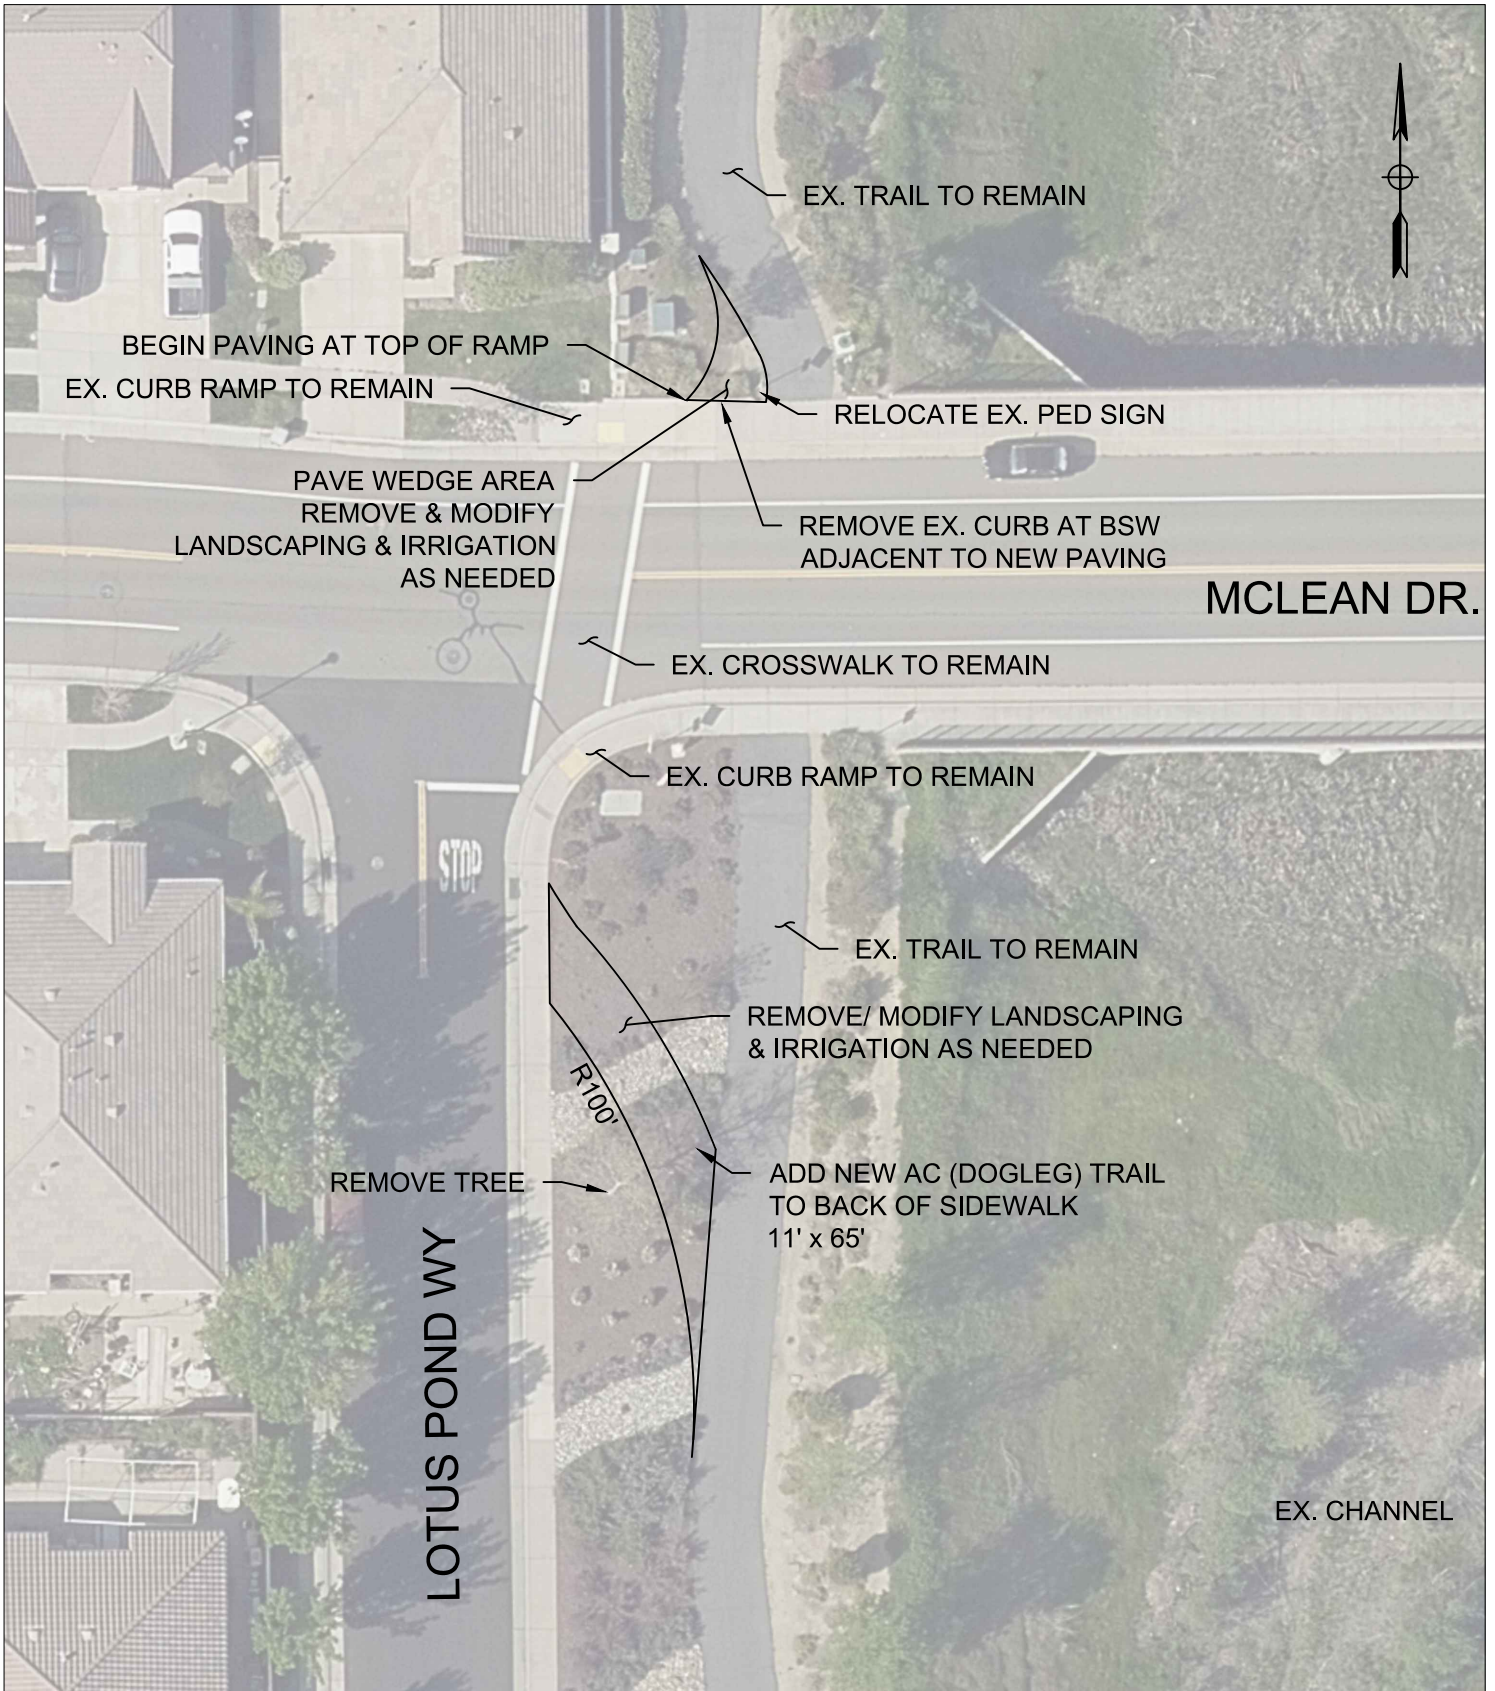 EX. TRAIL TO REMAIN
BEGIN PAVING AT TOP OF RAMP
EX. CURB RAMP TO REMAIN
RELOCATE EX. PED SIGN
PAVE WEDGE AREA
REMOVE & MODIFY
LANDSCAPING & IRRIGATION
AS NEEDED
REMOVE EX. CURB AT BSW
ADJACENT TO NEW PAVING
MCLEAN DR.
EX. CROSSWALK TO REMAIN
EX. CURB RAMP TO REMAIN
STOP
EX. TRAIL TO REMAIN
REMOVE/ MODIFY LANDSCAPING
& IRRIGATION AS NEEDED
R100'
REMOVE TREE
ADD NEW AC (DOGLEG) TRAIL
TO BACK OF SIDEWALK
11' x 65'
LOTUS POND WY
EX. CHANNEL